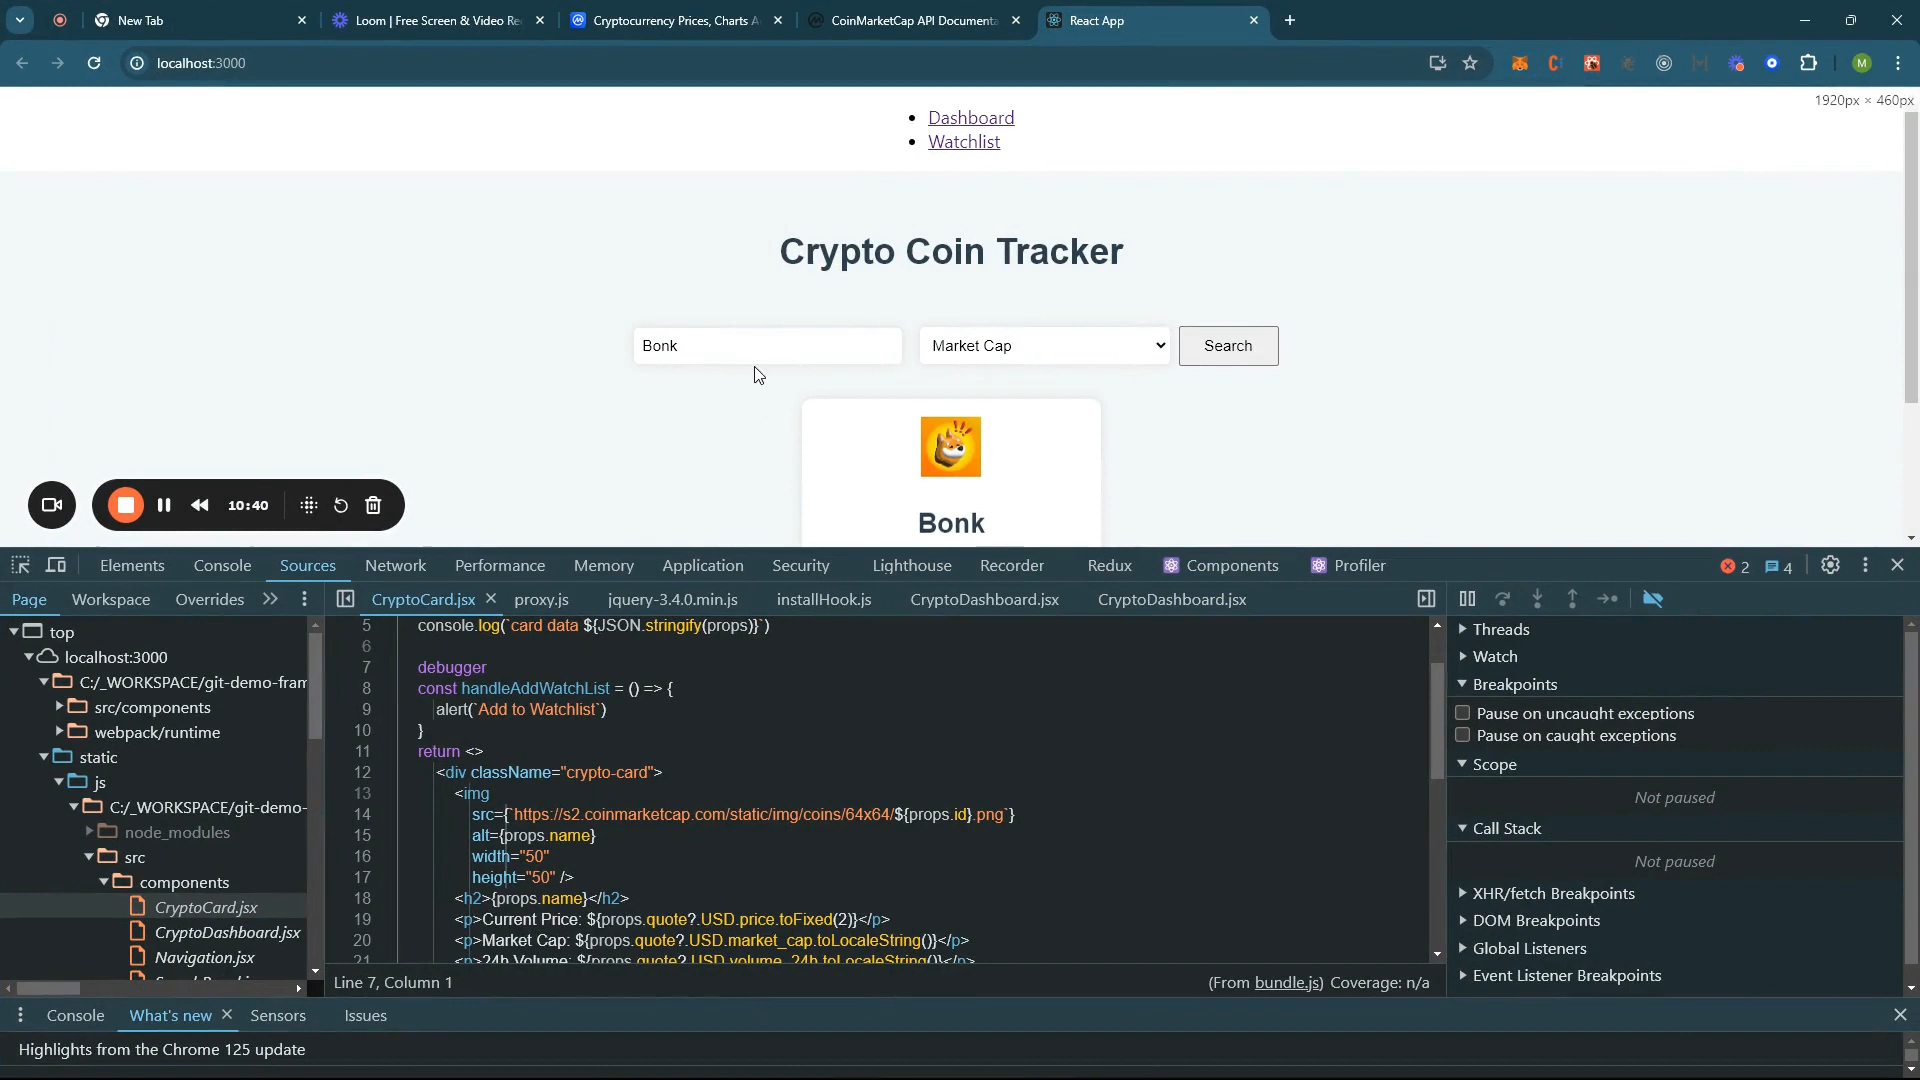 New Tab
Loom | Free Screen & Video Re
Cryptocurrency Prices, Charts A
CoinMarketCap API Documenta
React App
localhost:3000
M
1920px × 460px
Dashboard
Watchlist
Crypto Coin Tracker
Bonk
Market Cap
Search
10:40
Bonk
Elements
Console
Sources
Network
Performance
Memory
Application
Security
Lighthouse
Recorder
Redux
Components
Profiler
2
4
Page
Workspace
Overrides
CryptoCard.jsx
proxy.js
jquery-3.4.0.min.js
installHook.js
CryptoDashboard.jsx
CryptoDashboard.jsx
top
localhost:3000
C:/_WORKSPACE/git-demo-fram
src/components
webpack/runtime
static
js
C:/_WORKSPACE/git-demo-
node_modules
src
components
CryptoCard.jsx
CryptoDashboard.jsx
Navigation.jsx
5 console.log(`card data ${JSON.stringify(props)}`)
6
7 debugger
8 const handleAddWatchList = () => {
9 alert(`Add to Watchlist`)
10 }
11 return <>
12 <div className="crypto-card">
13 <img
14 src={`https://s2.coinmarketcap.com/static/img/coins/64x64/${props.id}.png`}
15 alt={props.name}
16 width="50"
17 height="50" />
18 <h2>{props.name}</h2>
19 <p>Current Price: ${props.quote?.USD.price.toFixed(2)}</p>
20 <p>Market Cap: ${props.quote?.USD.market_cap.toLocaleString()}</p>
21 <p>24h Volume: ${props.quote?.USD.volume_24h.toLocaleString()}</p>
Line 7, Column 1
(From bundle.js) Coverage: n/a
Threads
Watch
Breakpoints
Pause on uncaught exceptions
Pause on caught exceptions
Scope
Not paused
Call Stack
Not paused
XHR/fetch Breakpoints
DOM Breakpoints
Global Listeners
Event Listener Breakpoints
Console
What's new
Sensors
Issues
Highlights from the Chrome 125 update